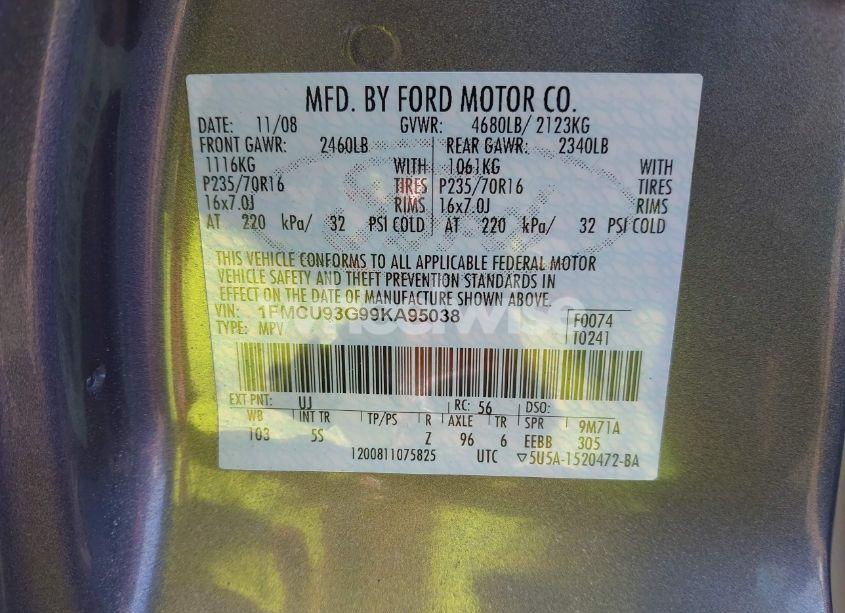 MFD. BY FORD MOTOR CO.
DATE: 11/08 GVWR: 4680LB/ 2123KG
FRONT GAWR: 2460LB REAR GAWR: 2340LB
1116KG WITH 1061KG WITH
P235/70R16 TIRES P235/70R16 TIRES
16x7.0J RIMS 16x7.0J RIMS
AT 220 kPa/ 32 PSI COLD AT 220 kPa/ 32 PSI COLD
THIS VEHICLE CONFORMS TO ALL APPLICABLE FEDERAL MOTOR
VEHICLE SAFETY AND THEFT PREVENTION STANDARDS IN
EFFECT ON THE DATE OF MANUFACTURE SHOWN ABOVE.
VIN: 1FMCU93G99KA95038 F0074
TYPE: MPV T0241
EXT PNT: UJ RC: 56 DSO:
WB INT TR TP/PS R AXLE TR SPR 9M71A
103 5S Z 96 6 EEBB 305
1200811075825 UTC ▽5U5A-1520472-BA